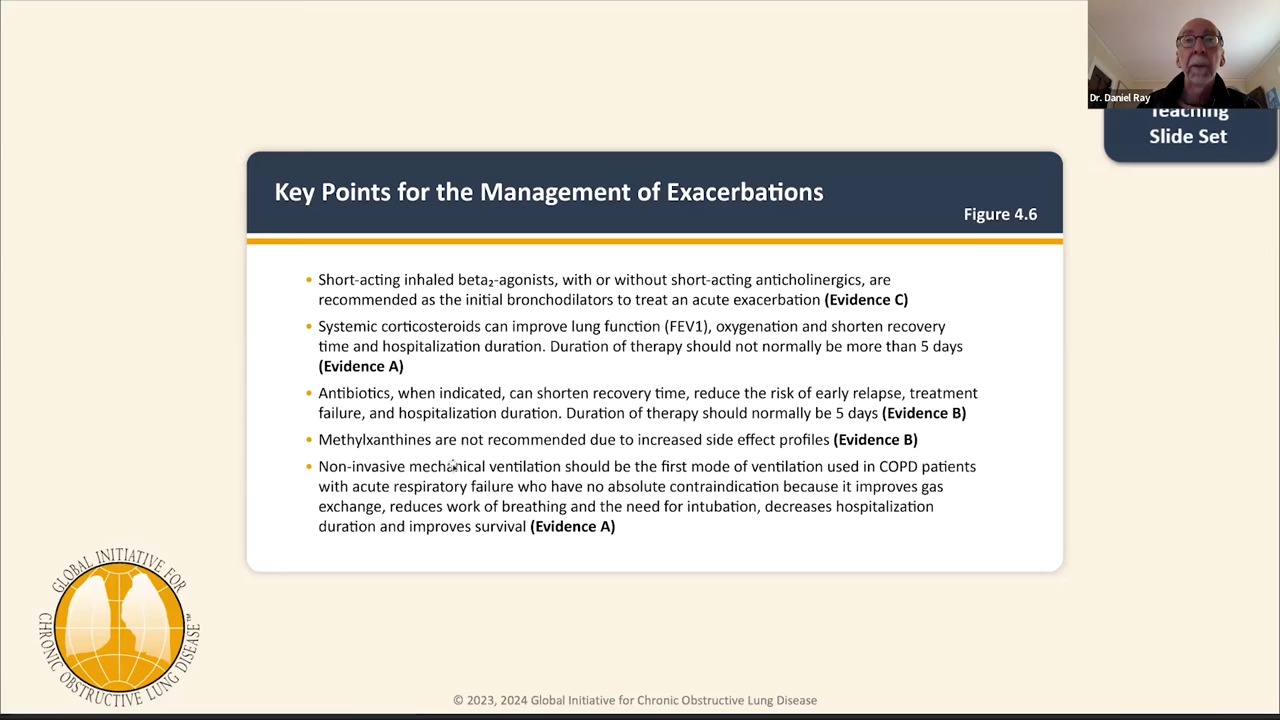 Dr. Daniel Ray
Teaching
Slide Set
Key Points for the Management of Exacerbations
Figure 4.6
• Short-acting inhaled beta₂-agonists, with or without short-acting anticholinergics, are
recommended as the initial bronchodilators to treat an acute exacerbation (Evidence C)
• Systemic corticosteroids can improve lung function (FEV1), oxygenation and shorten recovery
time and hospitalization duration. Duration of therapy should not normally be more than 5 days
(Evidence A)
• Antibiotics, when indicated, can shorten recovery time, reduce the risk of early relapse, treatment
failure, and hospitalization duration. Duration of therapy should normally be 5 days (Evidence B)
• Methylxanthines are not recommended due to increased side effect profiles (Evidence B)
• Non-invasive mechanical ventilation should be the first mode of ventilation used in COPD patients
with acute respiratory failure who have no absolute contraindication because it improves gas
exchange, reduces work of breathing and the need for intubation, decreases hospitalization
duration and improves survival (Evidence A)
GLOBAL INITIATIVE FOR
CHRONIC OBSTRUCTIVE LUNG DISEASE™
© 2023, 2024 Global Initiative for Chronic Obstructive Lung Disease